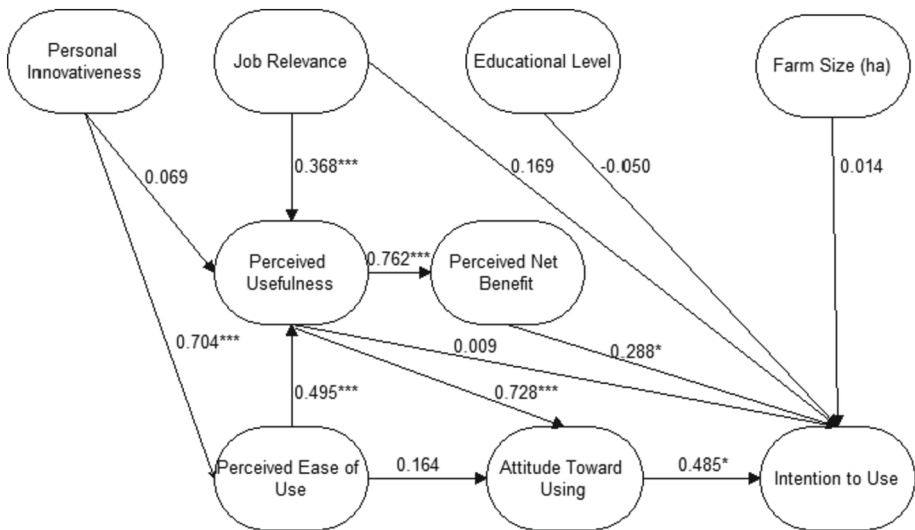 Personal
Innovativeness
Job Relevance
Educational Level
Farm Size (ha)
0.069
0.368***
0.169
-0.050
0.014
Perceived
Usefulness
0.762***
Perceived Net
Benefit
0.704***
0.495***
0.009
0.728***
0.288*
Perceived Ease of
Use
0.164
Attitude Toward
Using
0.485*
Intention to Use